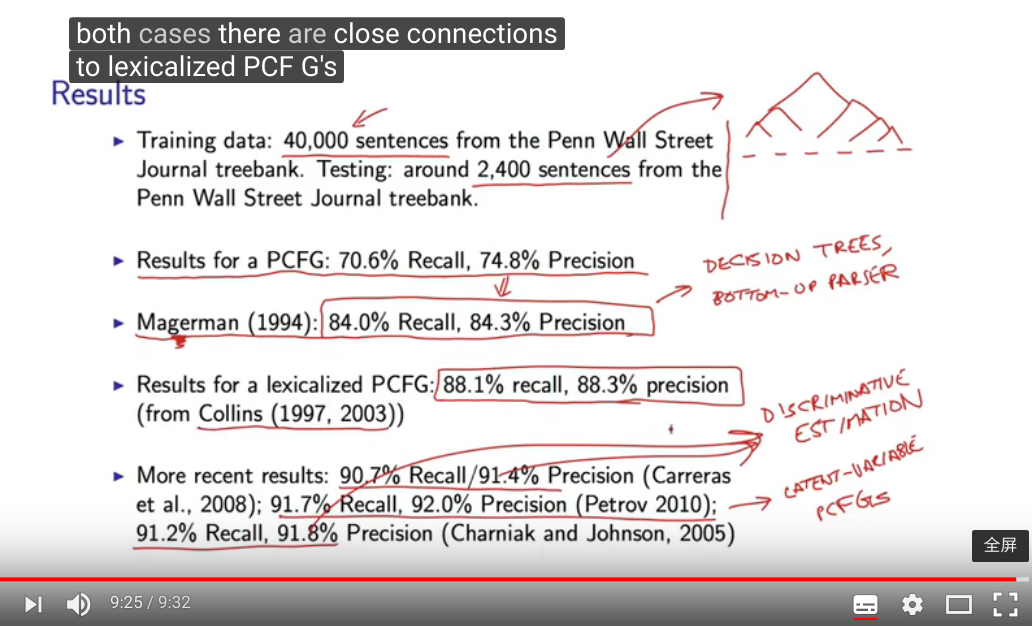 both cases there are close connections
to lexicalized PCF G's
Results
Training data: 40,000 sentences from the Penn Wall Street
Journal treebank. Testing: around 2,400 sentences from the
Penn Wall Street Journal treebank.
Results for a PCFG: 70.6% Recall, 74.8% Precision
DECISION TREES,
BOTTOM-UP PARSER
Magerman (1994): 84.0% Recall, 84.3% Precision
Results for a lexicalized PCFG: 88.1% recall, 88.3% precision
(from Collins (1997, 2003))
DISCRIMINATIVE
ESTIMATION
More recent results: 90.7% Recall/91.4% Precision (Carreras
et al., 2008); 91.7% Recall, 92.0% Precision (Petrov 2010);
91.2% Recall, 91.8% Precision (Charniak and Johnson, 2005)
LATENT-VARIABLE
PCFGS
全屏
9:25 / 9:32